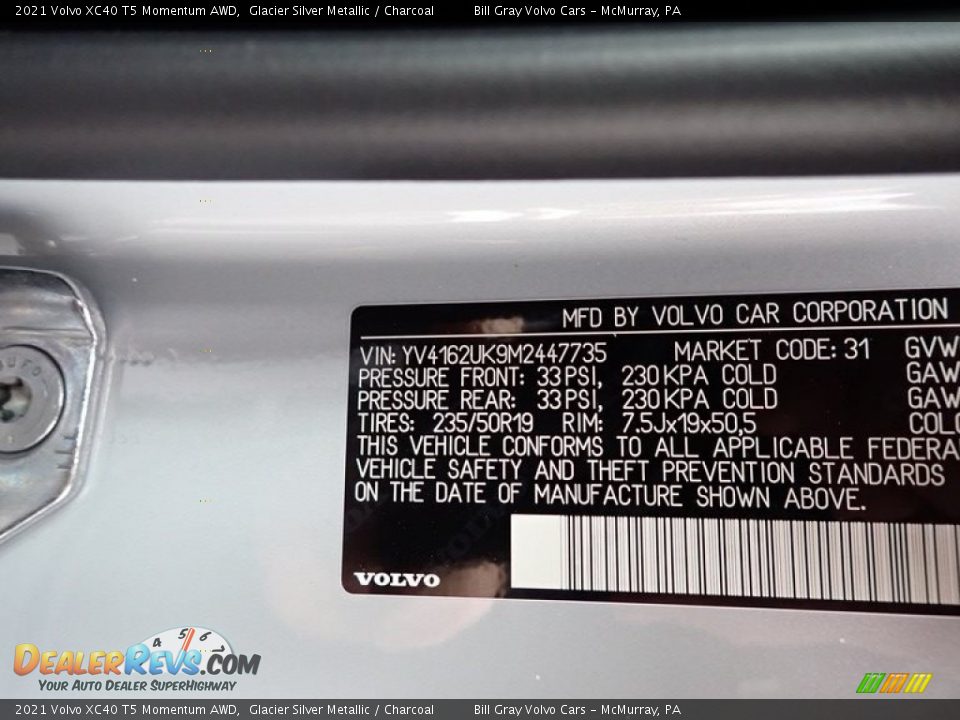 2021 Volvo XC40 T5 Momentum AWD, Glacier Silver Metallic / Charcoal Bill Gray Volvo Cars - McMurray, PA
MFD BY VOLVO CAR CORPORATION
VIN: YV4162UK9M2447735 MARKET CODE: 31 GVW
PRESSURE FRONT: 33 PSI, 230 KPA COLD GAW
PRESSURE REAR: 33 PSI, 230 KPA COLD GAW
TIRES: 235/50R19 RIM: 7.5Jx19x50,5 COLO
THIS VEHICLE CONFORMS TO ALL APPLICABLE FEDERA
VEHICLE SAFETY AND THEFT PREVENTION STANDARDS
ON THE DATE OF MANUFACTURE SHOWN ABOVE.
VOLVO
4 5 6
DealerRevs.com
Your Auto Dealer SuperHighway
2021 Volvo XC40 T5 Momentum AWD, Glacier Silver Metallic / Charcoal Bill Gray Volvo Cars - McMurray, PA